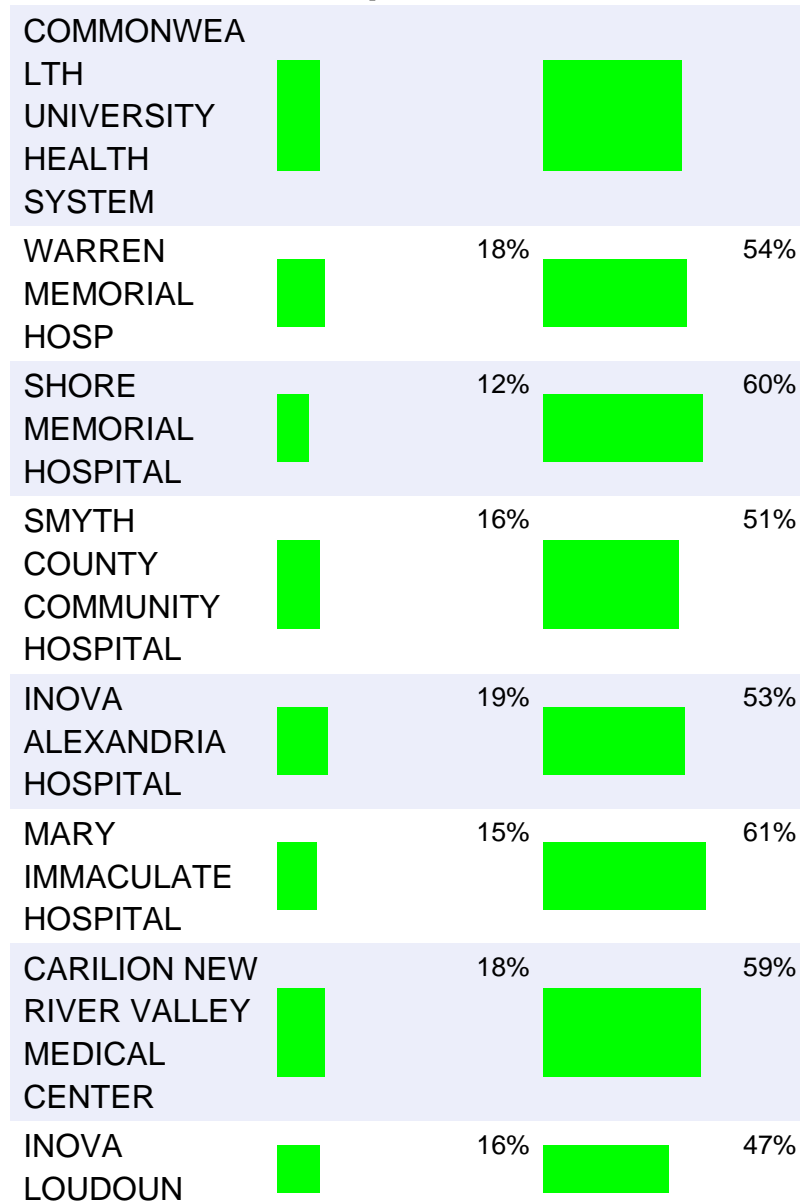 COMMONWEA
LTH
UNIVERSITY
HEALTH
SYSTEM
WARREN 18% 54%
MEMORIAL
HOSP
SHORE 12% 60%
MEMORIAL
HOSPITAL
SMYTH 16% 51%
COUNTY
COMMUNITY
HOSPITAL
INOVA 19% 53%
ALEXANDRIA
HOSPITAL
MARY 15% 61%
IMMACULATE
HOSPITAL
CARILION NEW 18% 59%
RIVER VALLEY
MEDICAL
CENTER
INOVA 16% 47%
LOUDOUN